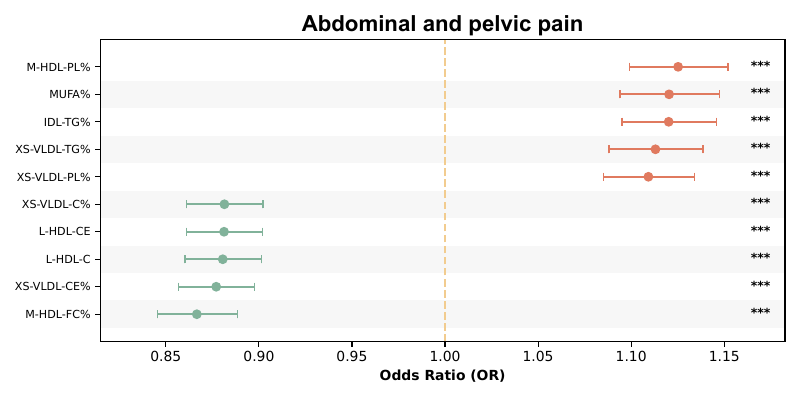 Abdominal and pelvic pain
M-HDL-PL% ***
MUFA% ***
IDL-TG% ***
XS-VLDL-TG% ***
XS-VLDL-PL% ***
XS-VLDL-C% ***
L-HDL-CE ***
L-HDL-C ***
XS-VLDL-CE% ***
M-HDL-FC% ***
0.85 0.90 0.95 1.00 1.05 1.10 1.15
Odds Ratio (OR)